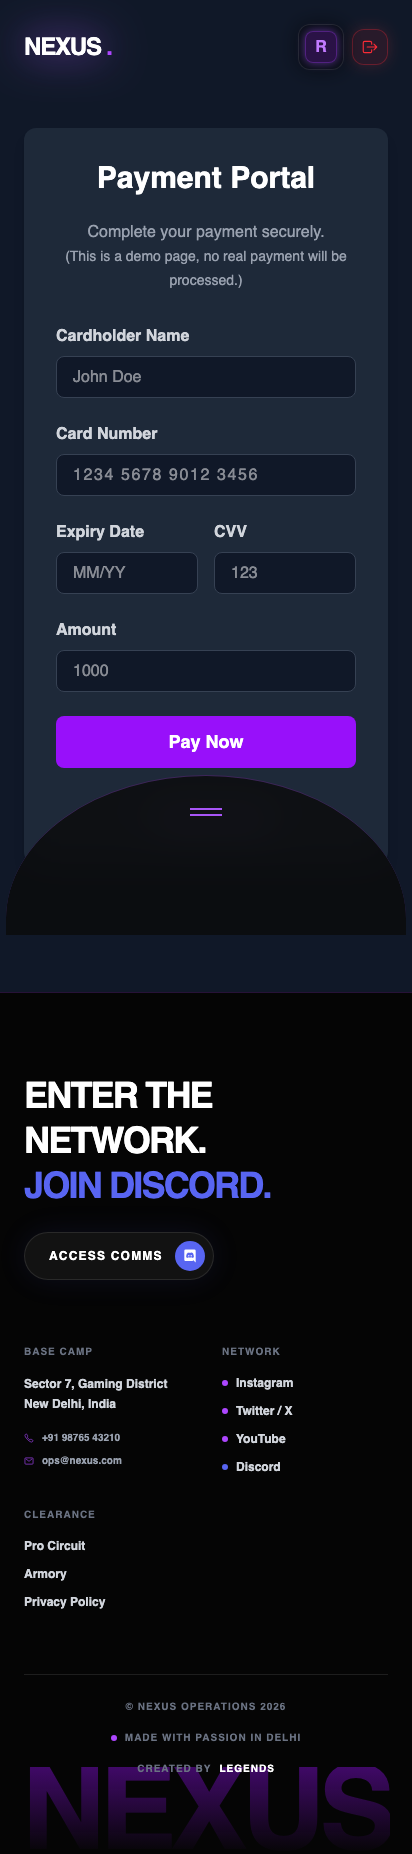 NEXUS .
R
Payment Portal
Complete your payment securely.
(This is a demo page, no real payment will be
processed.)
Cardholder Name
John Doe
Card Number
1234 5678 9012 3456
Expiry Date
CVV
MM/YY
123
Amount
1000
Pay Now
ENTER THE
NETWORK.
JOIN DISCORD.
ACCESS COMMS
BASE CAMP
Sector 7, Gaming District
New Delhi, India
+91 98765 43210
ops@nexus.com
NETWORK
Instagram
Twitter / X
YouTube
Discord
CLEARANCE
Pro Circuit
Armory
Privacy Policy
© NEXUS OPERATIONS 2026
MADE WITH PASSION IN DELHI
CREATED BY LEGENDS
NEXUS